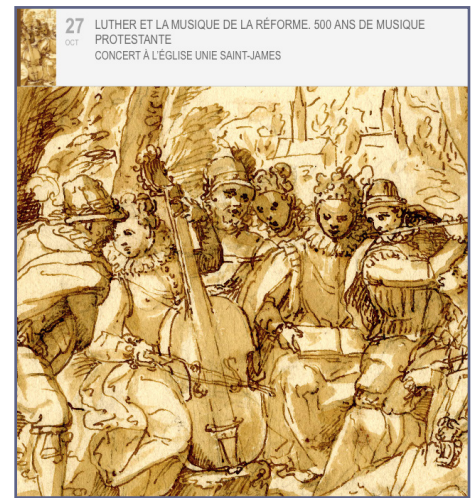 27
OCT
LUTHER ET LA MUSIQUE DE LA RÉFORME. 500 ANS DE MUSIQUE
PROTESTANTE
CONCERT À L'ÉGLISE UNIE SAINT-JAMES